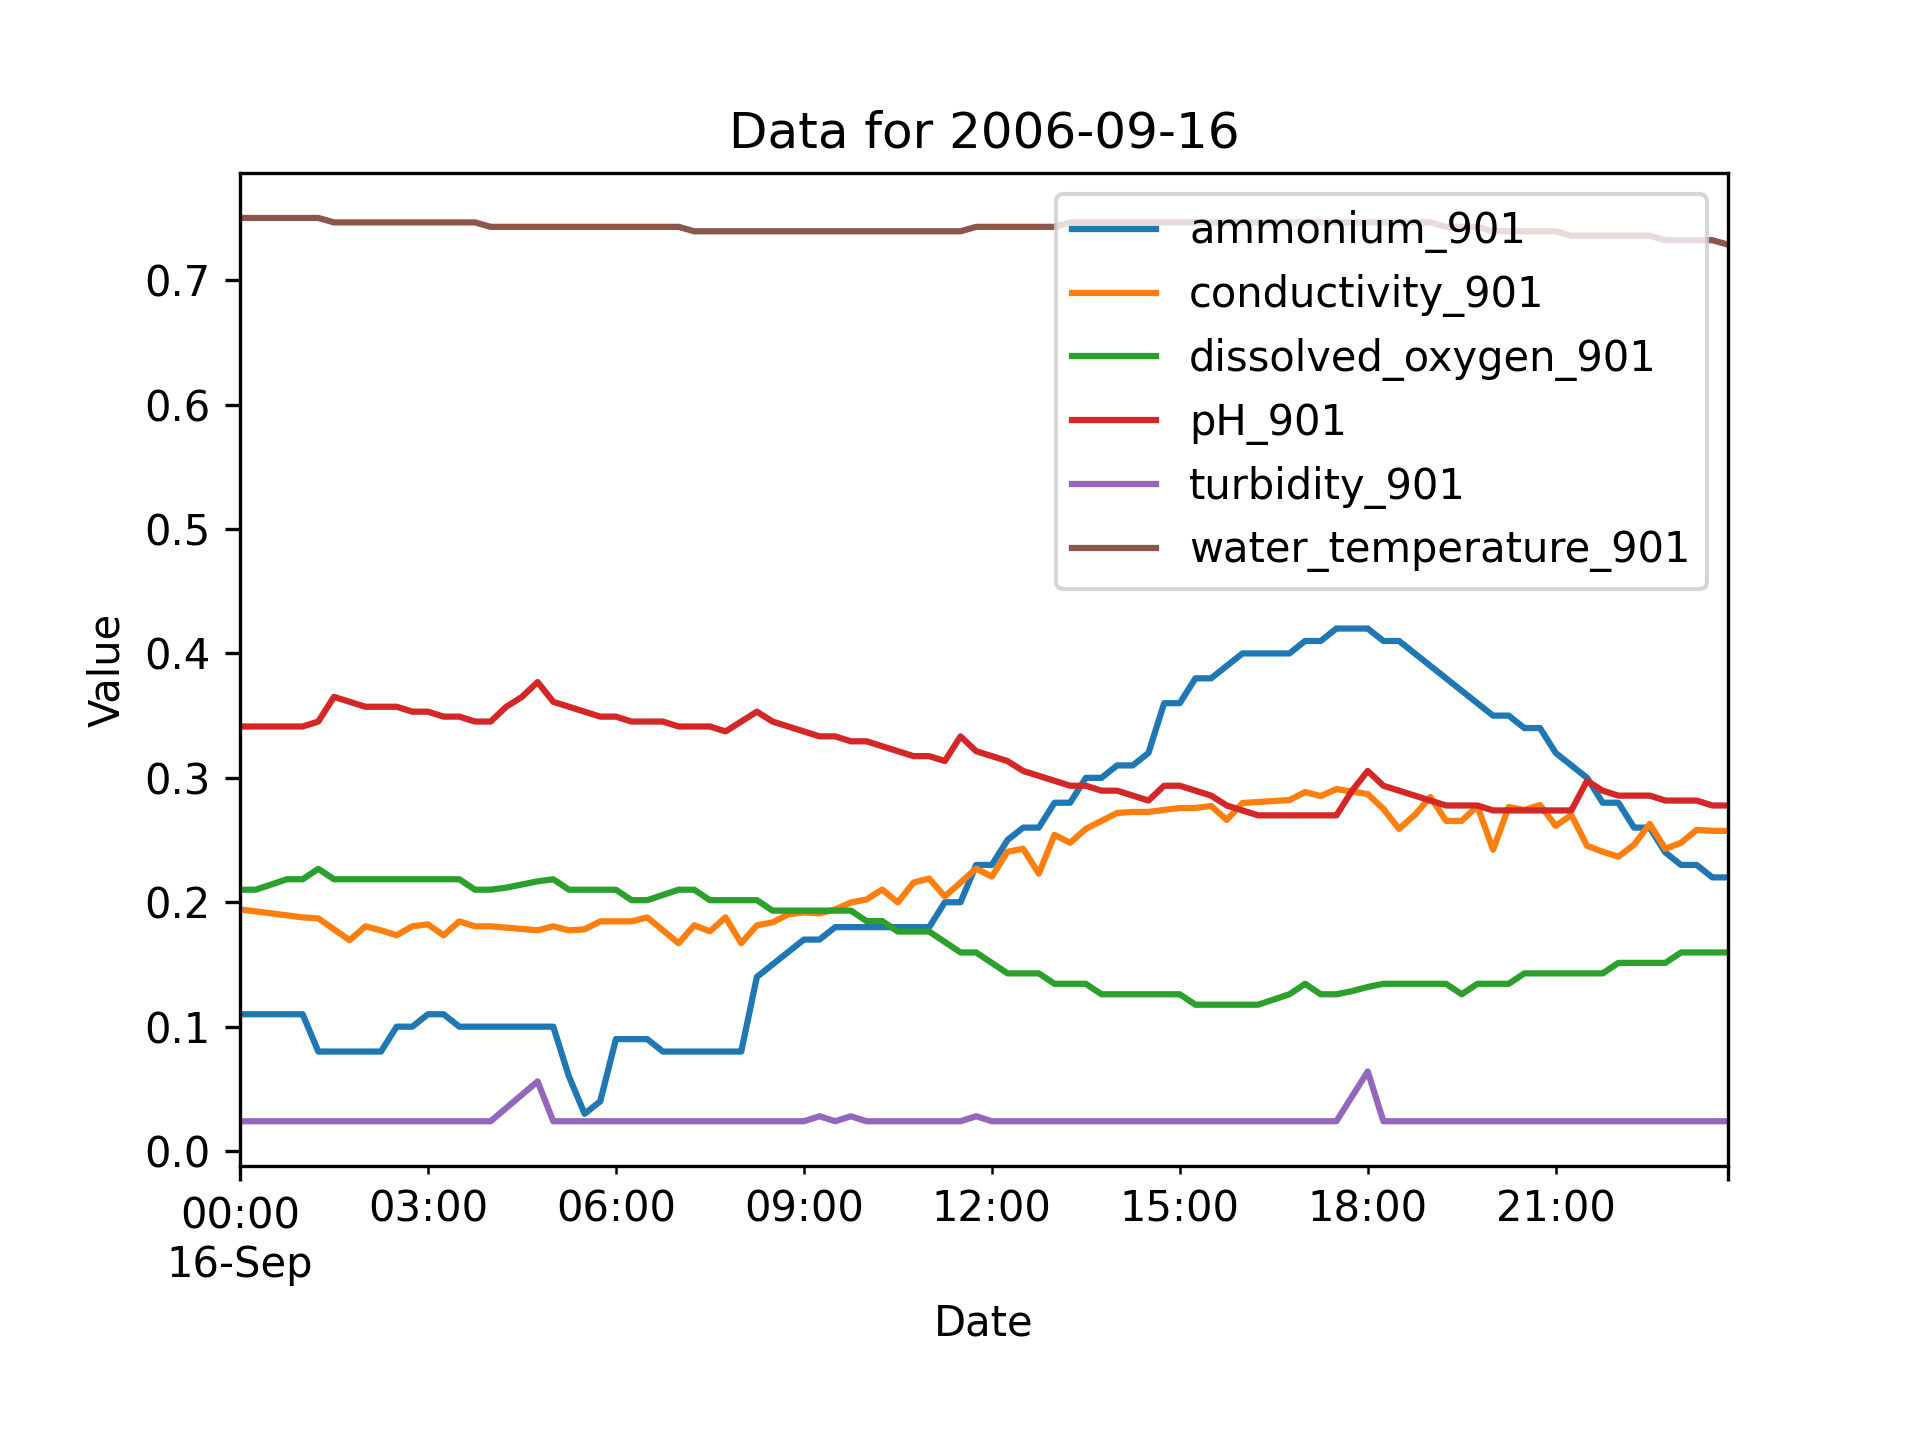 Data for 2006-09-16
ammonium_901
conductivity_901
dissolved_oxygen_901
pH_901
turbidity_901
water_temperature_901
Value
0.7
0.6
0.5
0.4
0.3
0.2
0.1
0.0
00:00 03:00 06:00 09:00 12:00 15:00 18:00 21:00
16-Sep
Date